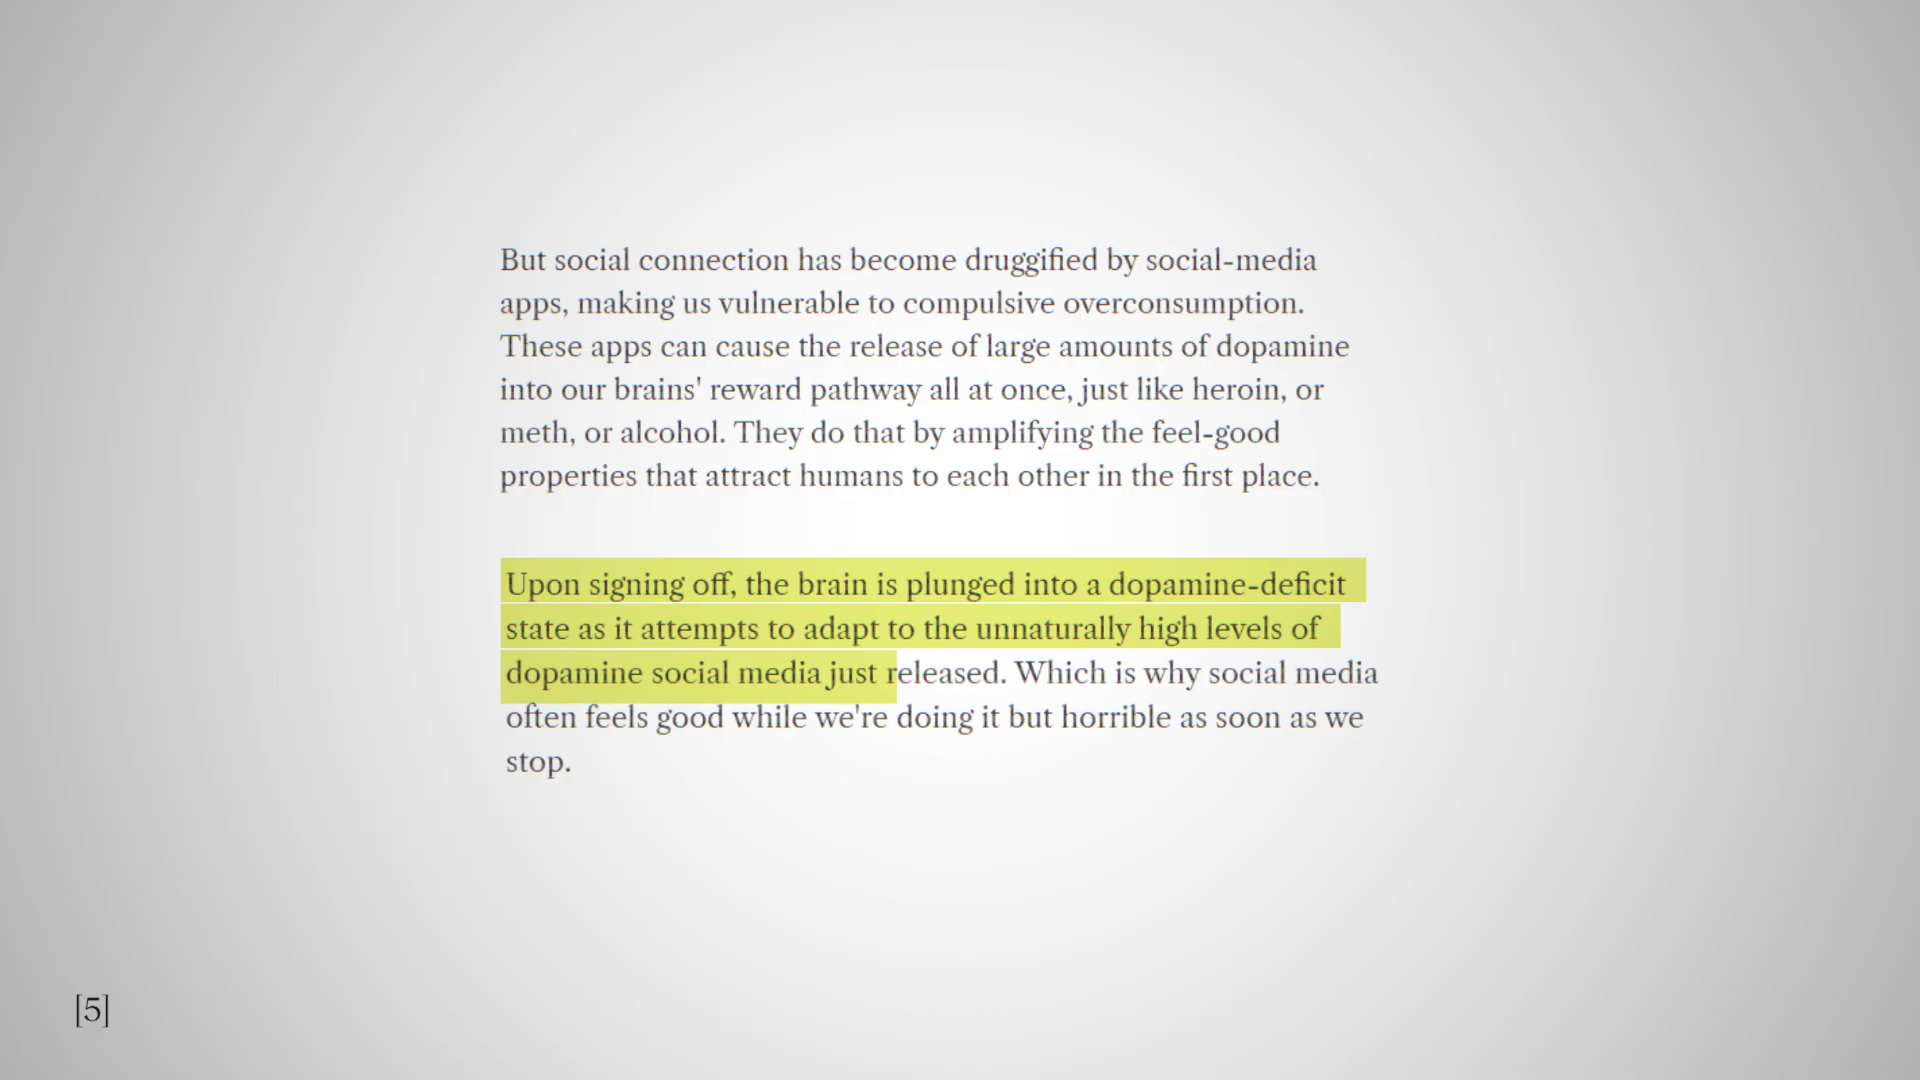 But social connection has become druggified by social-media
apps, making us vulnerable to compulsive overconsumption.
These apps can cause the release of large amounts of dopamine
into our brains' reward pathway all at once, just like heroin, or
meth, or alcohol. They do that by amplifying the feel-good
properties that attract humans to each other in the first place.
Upon signing off, the brain is plunged into a dopamine-deficit
state as it attempts to adapt to the unnaturally high levels of
dopamine social media just released. Which is why social media
often feels good while we're doing it but horrible as soon as we
stop.
[5]